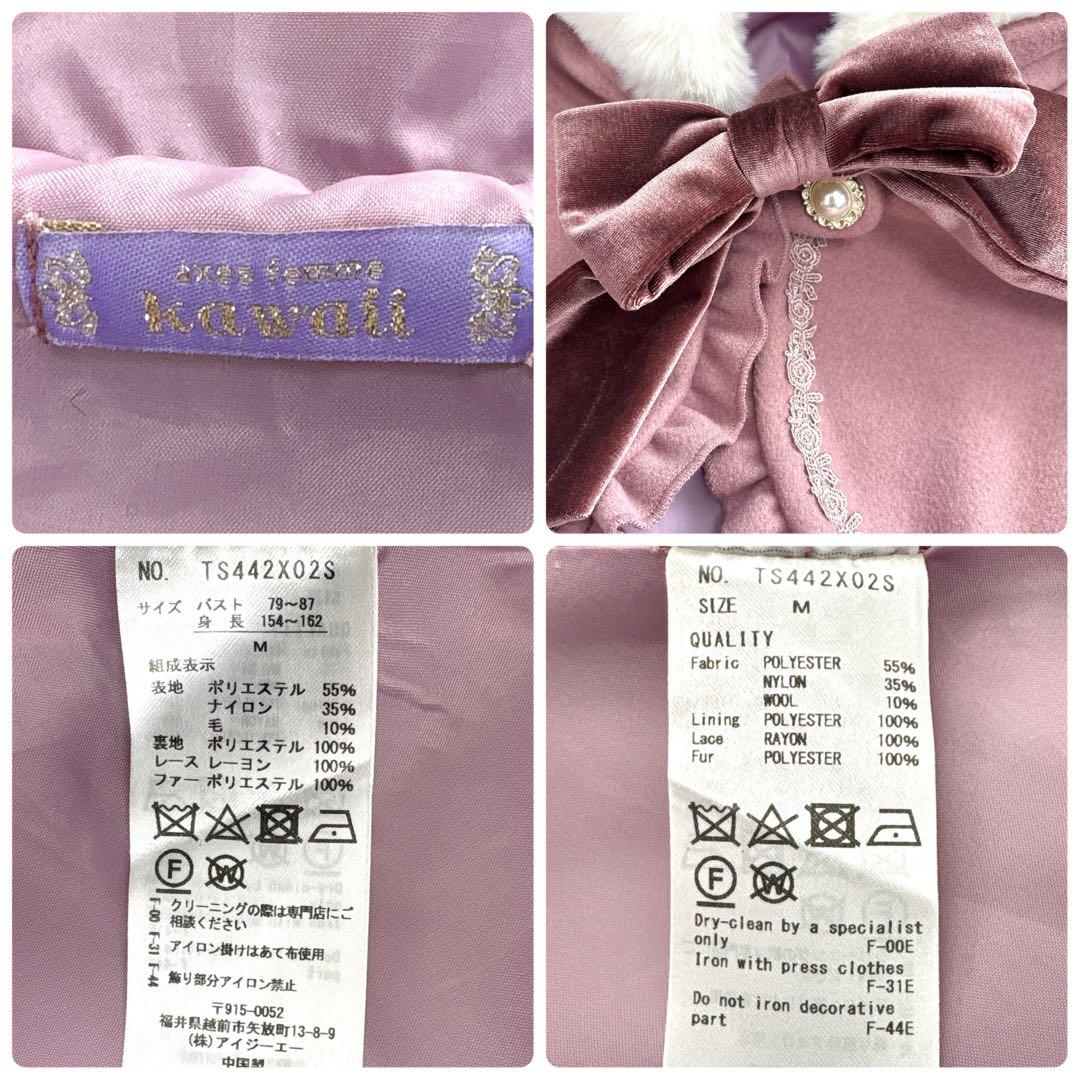 axes femme
kawaii
NO. TS442X02S
サイズ バスト 79～87
身長 154～162
M
組成表示
表地 ポリエステル 55%
ナイロン 35%
毛 10%
裏地 ポリエステル 100%
レース レーヨン 100%
ファー ポリエステル 100%
F
W
クリーニングの際は専門店にご
相談ください
アイロン掛けはあて布使用
飾り部分アイロン禁止
F-00 F-31 F-44
〒915-0052
福井県越前市矢放町13-8-9
(株)アイジーエー
中国製
NO. TS442X02S
SIZE M
QUALITY
Fabric POLYESTER 55%
NYLON 35%
WOOL 10%
Lining POLYESTER 100%
Lace RAYON 100%
Fur POLYESTER 100%
F
W
Dry-clean by a specialist
only F-00E
Iron with press clothes
F-31E
Do not iron decorative
part F-44E